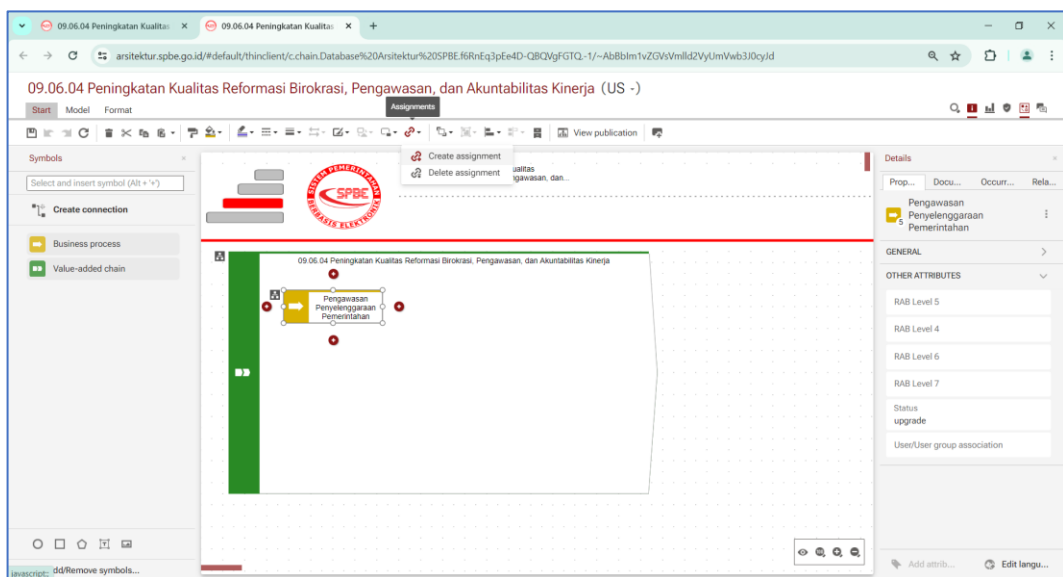 09.06.04 Peningkatan Kualitas
09.06.04 Peningkatan Kualitas
arsitektur.spbe.go.id/#default/thinclient/c.chain.Database%20Arsitektur%20SPBE.
09.06.04 Peningkatan Kualitas Reformasi Birokrasi, Pengawasan, dan Akuntabilitas Kinerja (US -)
Start Model Format
Assignments
View publication
Create assignment
Delete assignment
Symbols
Select and insert symbol (Alt + '+')
Create connection
Business process
Value-added chain
SISTEM PEMERINTAHAN
SPBE
BERBASIS ELEKTRONIK
ualitas
ngawasan, dan...
09.06.04 Peningkatan Kualitas Reformasi Birokrasi, Pengawasan, dan Akuntabilitas Kinerja
Pengawasan
Penyelenggaraan
Pemerintahan
Details
Prop... Docu... Occurr... Rela...
5
Pengawasan
Penyelenggaraan
Pemerintahan
GENERAL
OTHER ATTRIBUTES
RAB Level 5
RAB Level 4
RAB Level 6
RAB Level 7
Status
upgrade
User/User group association
javascript:; dd/Remove symbols...
Add attrib... Edit langu...